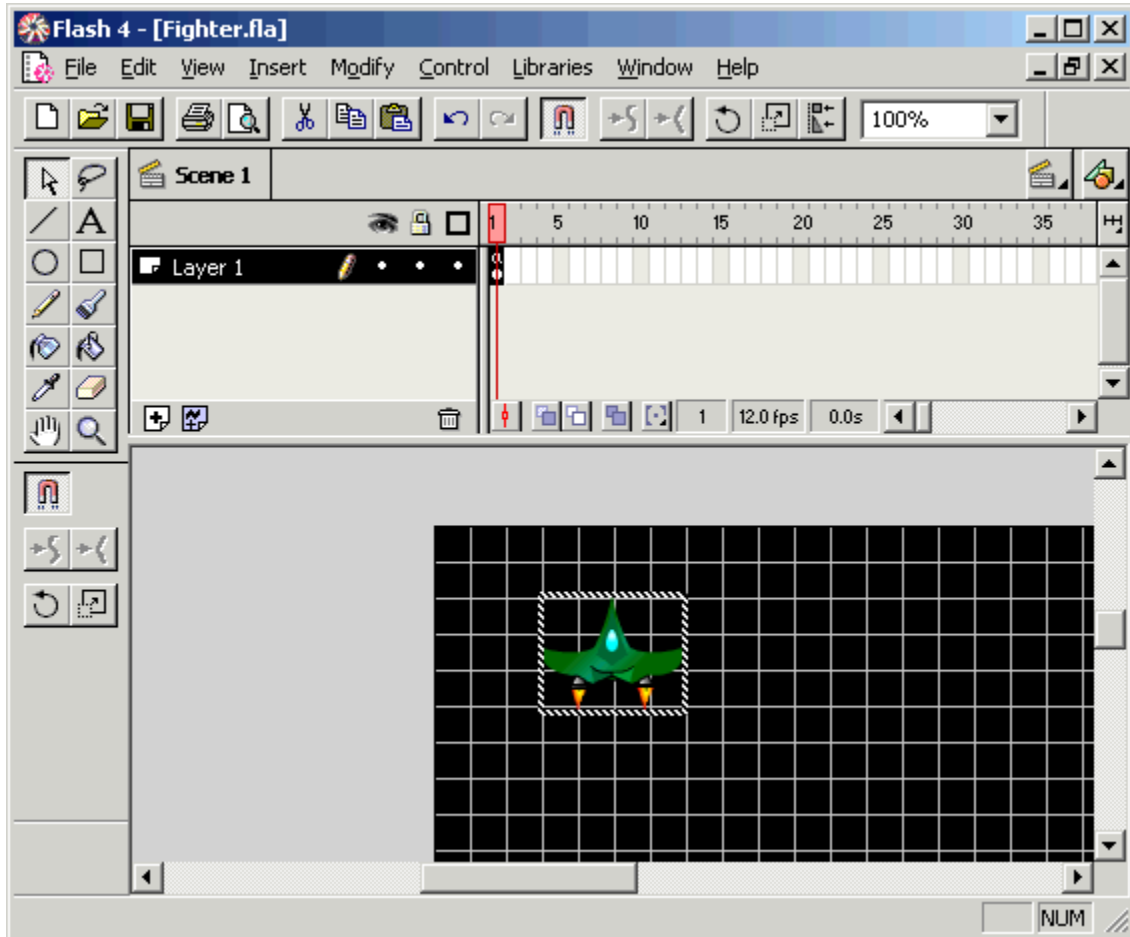 Flash 4 - [Fighter.fla]
File Edit View Insert Modify Control Libraries Window Help
100%
Scene 1
1 5 10 15 20 25 30 35
Layer 1
a
1 12.0 fps 0.0s
A
NUM